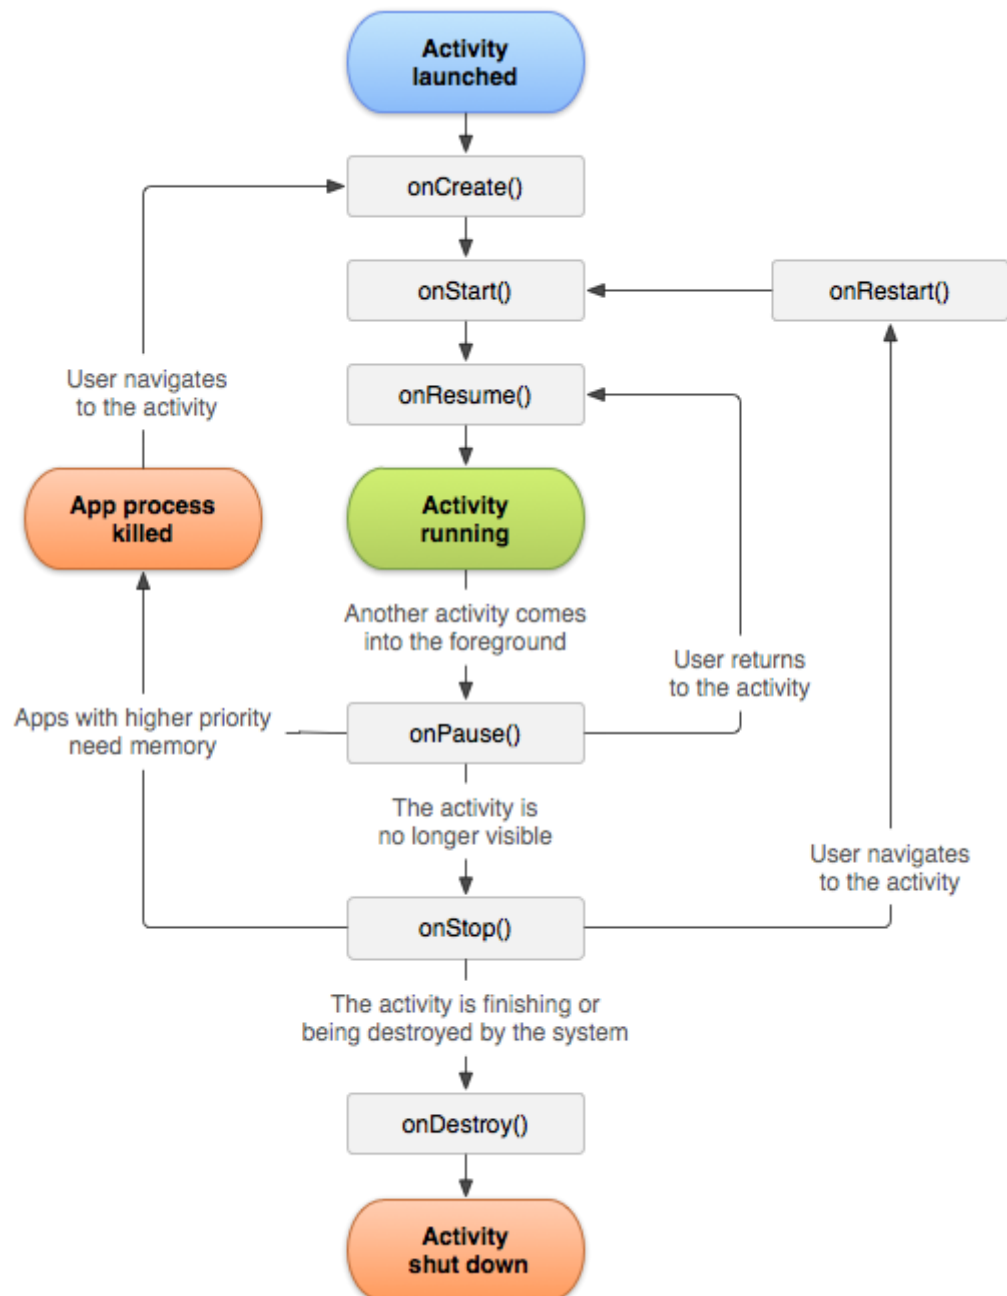 Activity
launched
onCreate()
onStart()
onRestart()
onResume()
User navigates
to the activity
App process
killed
Activity
running
Another activity comes
into the foreground
User returns
to the activity
Apps with higher priority
need memory
onPause()
The activity is
no longer visible
User navigates
to the activity
onStop()
The activity is finishing or
being destroyed by the system
onDestroy()
Activity
shut down